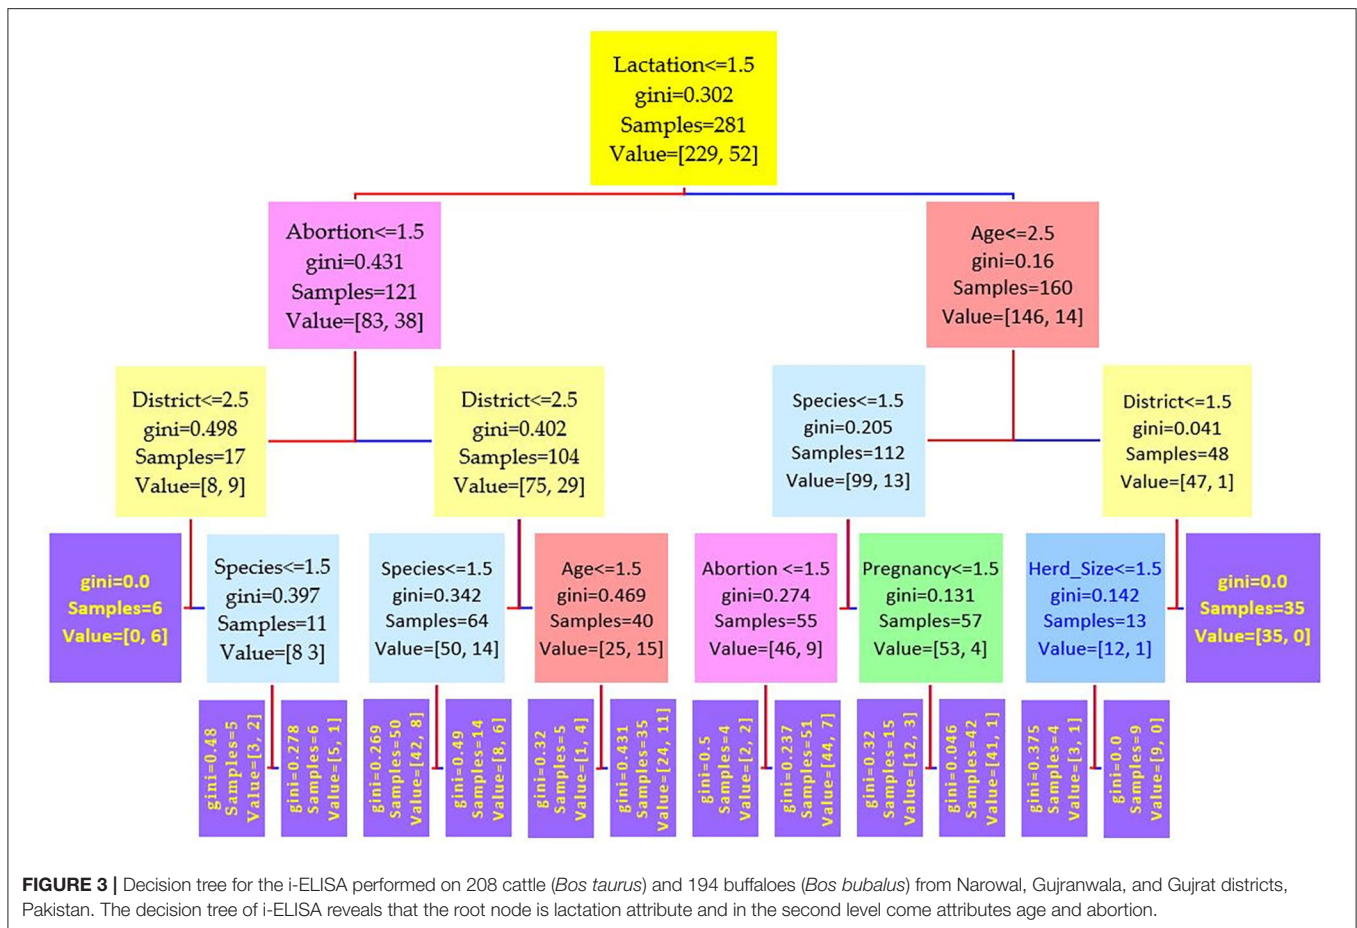 Lactation<=1.5
gini=0.302
Samples=281
Value=[229, 52]
Abortion<=1.5
gini=0.431
Samples=121
Value=[83, 38]
Age<=2.5
gini=0.16
Samples=160
Value=[146, 14]
District<=2.5
gini=0.498
Samples=17
Value=[8, 9]
District<=2.5
gini=0.402
Samples=104
Value=[75, 29]
Species<=1.5
gini=0.205
Samples=112
Value=[99, 13]
District<=1.5
gini=0.041
Samples=48
Value=[47, 1]
gini=0.0
Samples=6
Value=[0, 6]
Species<=1.5
gini=0.397
Samples=11
Value=[8 3]
Species<=1.5
gini=0.342
Samples=64
Value=[50, 14]
Age<=1.5
gini=0.469
Samples=40
Value=[25, 15]
Abortion <=1.5
gini=0.274
Samples=55
Value=[46, 9]
Pregnancy<=1.5
gini=0.131
Samples=57
Value=[53, 4]
Herd_Size<=1.5
gini=0.142
Samples=13
Value=[12, 1]
gini=0.0
Samples=35
Value=[35, 0]
gini=0.48
Samples=5
Value=[3, 2]
gini=0.278
Samples=6
Value=[5, 1]
gini=0.269
Samples=50
Value=[42, 8]
gini=0.49
Samples=14
Value=[8, 6]
gini=0.32
Samples=5
Value=[1, 4]
gini=0.431
Samples=35
Value=[24, 11]
gini=0.5
Samples=4
Value=[2, 2]
gini=0.237
Samples=51
Value=[44, 7]
gini=0.32
Samples=15
Value=[12, 3]
gini=0.046
Samples=42
Value=[41, 1]
gini=0.375
Samples=4
Value=[3, 1]
gini=0.0
Samples=9
Value=[9, 0]
FIGURE 3 | Decision tree for the i-ELISA performed on 208 cattle (Bos taurus) and 194 buffaloes (Bos bubalus) from Narowal, Gujranwala, and Gujrat districts,
Pakistan. The decision tree of i-ELISA reveals that the root node is lactation attribute and in the second level come attributes age and abortion.